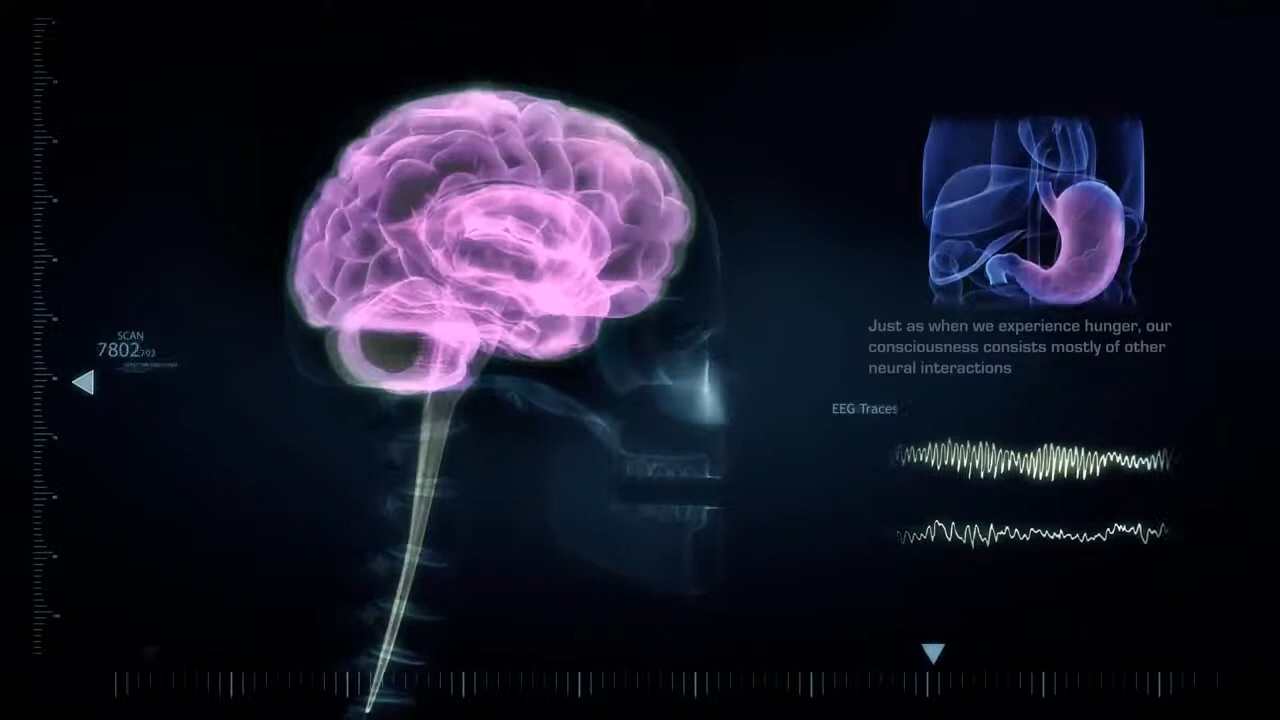 SCAN
7802
Just as when we experience hunger, our
consciousness consists mostly of other
neural interactions
EEG Traces